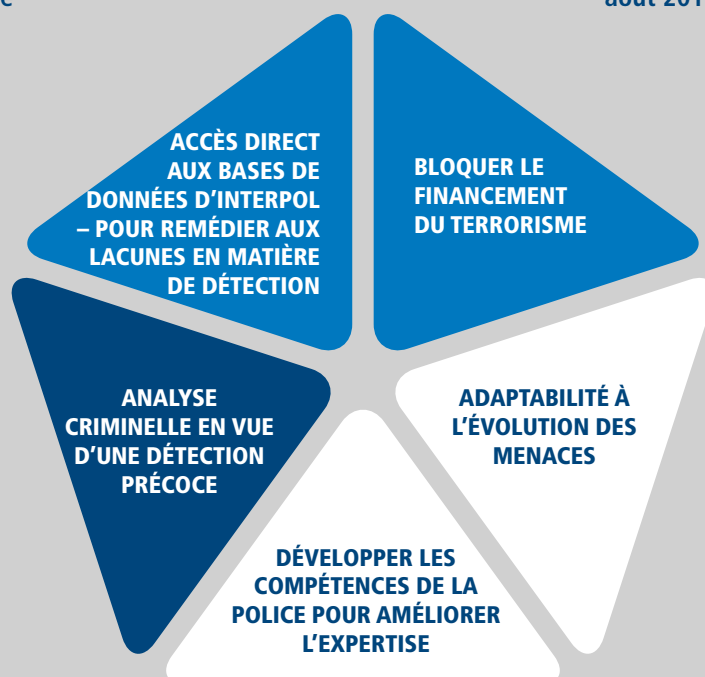 ACCÈS DIRECT
AUX BASES DE
DONNÉES D'INTERPOL
– POUR REMÉDIER AUX
LACUNES EN MATIÈRE
DE DÉTECTION
BLOQUER LE
FINANCEMENT
DU TERRORISME
ANALYSE
CRIMINELLE EN VUE
D'UNE DÉTECTION
PRÉCOCE
ADAPTABILITÉ À
L'ÉVOLUTION DES
MENACES
DÉVELOPPER LES
COMPÉTENCES DE LA
POLICE POUR AMÉLIORER
L'EXPERTISE